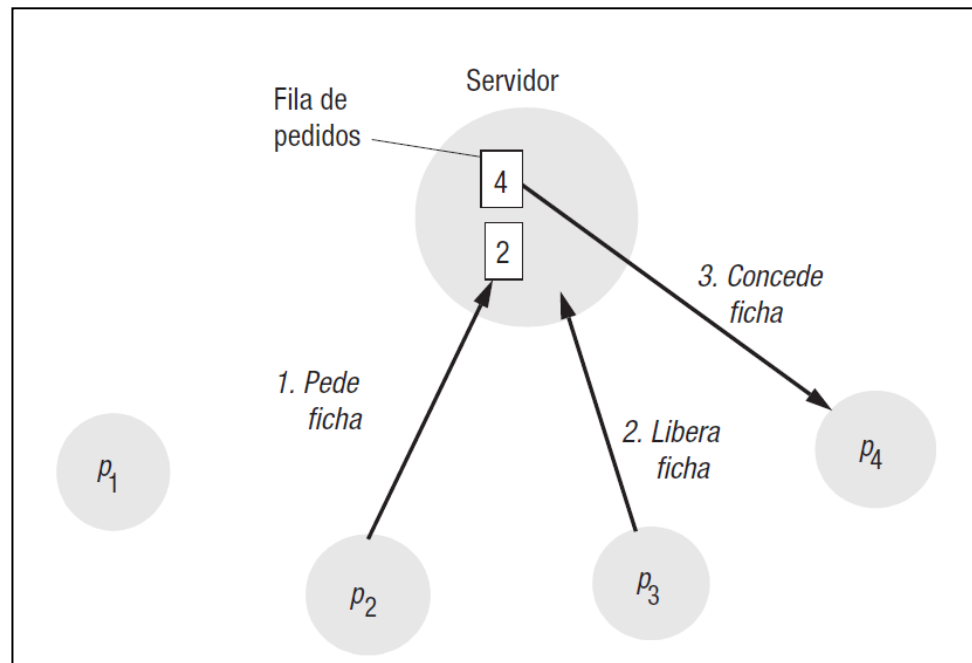 Servidor
Fila de
pedidos
4
2
3. Concede
ficha
1. Pede
ficha
2. Libera
ficha
p1
p2
p3
p4